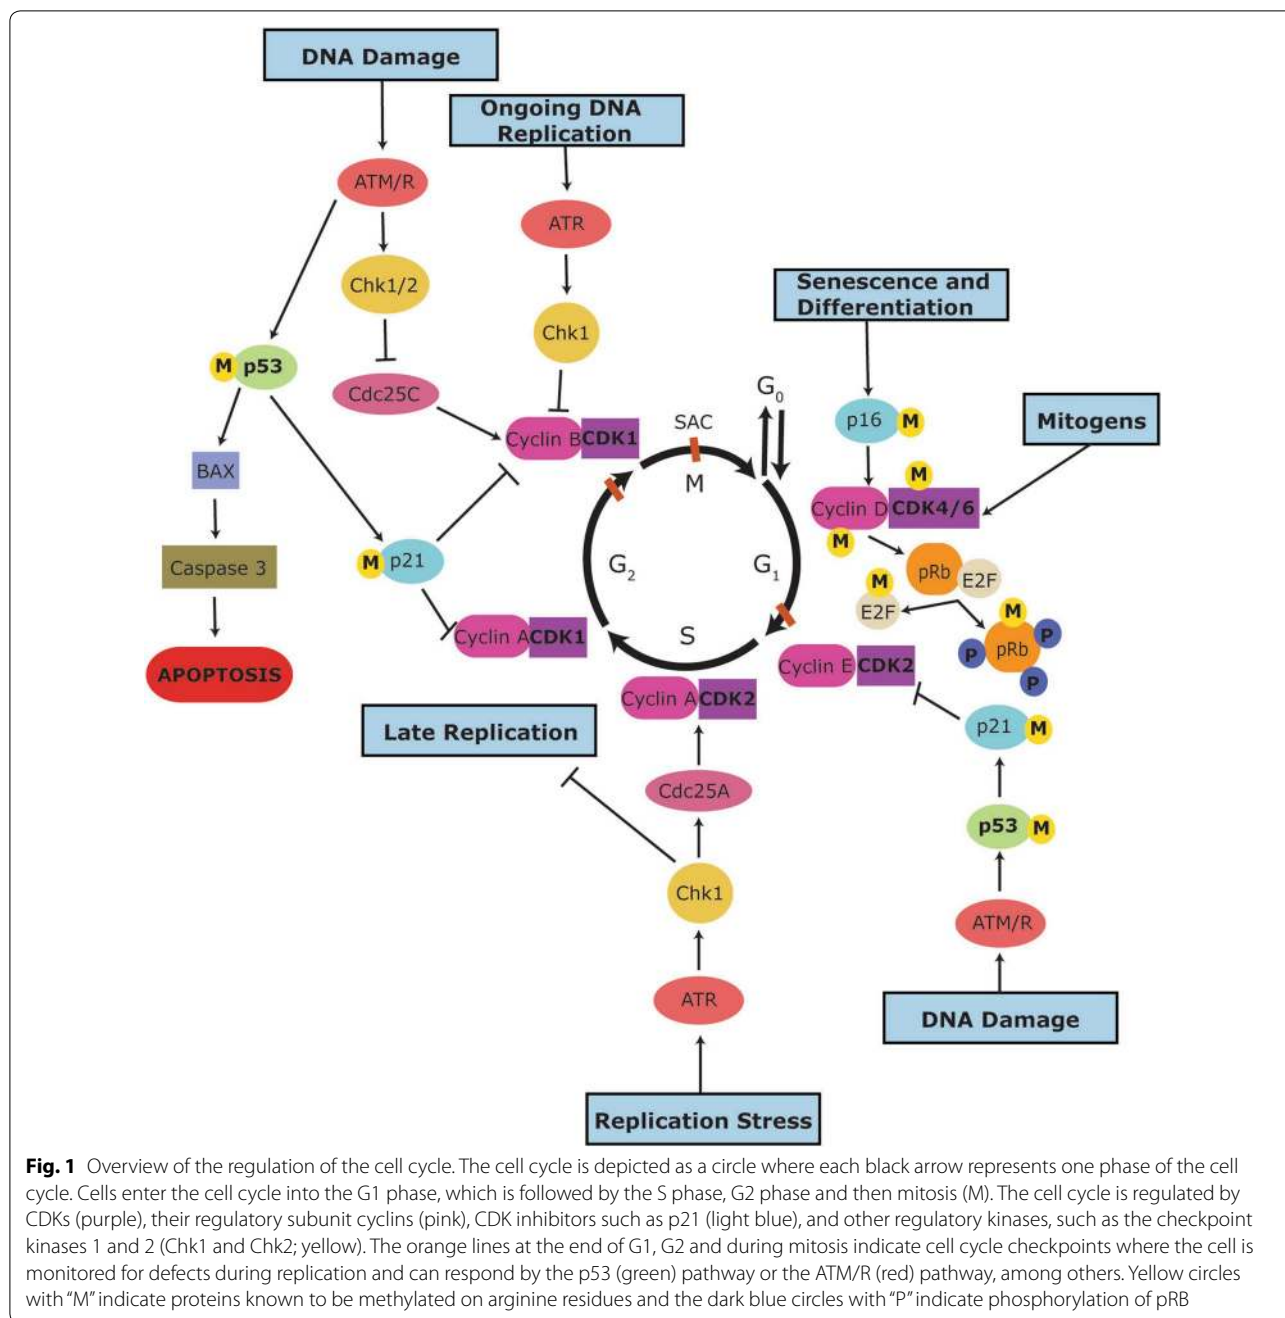 DNA Damage
Ongoing DNA
Replication
ATM/R
ATR
Chk1/2
Chk1
Senescence and
Differentiation
M
p53
Cdc25C
Cyclin B
CDK1
SAC
G0
p16
M
Mitogens
BAX
M
M
Cyclin D
CDK4/6
M
Caspase 3
M
p21
G2
G1
pRb
E2F
M
E2F
M
P
pRb
P
P
APOPTOSIS
Cyclin A
CDK1
S
Cyclin E
CDK2
Cyclin A
CDK2
Late Replication
p21
M
Cdc25A
p53
M
Chk1
ATM/R
ATR
DNA Damage
Replication Stress
Fig. 1 Overview of the regulation of the cell cycle. The cell cycle is depicted as a circle where each black arrow represents one phase of the cell
cycle. Cells enter the cell cycle into the G1 phase, which is followed by the S phase, G2 phase and then mitosis (M). The cell cycle is regulated by
CDKs (purple), their regulatory subunit cyclins (pink), CDK inhibitors such as p21 (light blue), and other regulatory kinases, such as the checkpoint
kinases 1 and 2 (Chk1 and Chk2; yellow). The orange lines at the end of G1, G2 and during mitosis indicate cell cycle checkpoints where the cell is
monitored for defects during replication and can respond by the p53 (green) pathway or the ATM/R (red) pathway, among others. Yellow circles
with “M” indicate proteins known to be methylated on arginine residues and the dark blue circles with “P” indicate phosphorylation of pRB